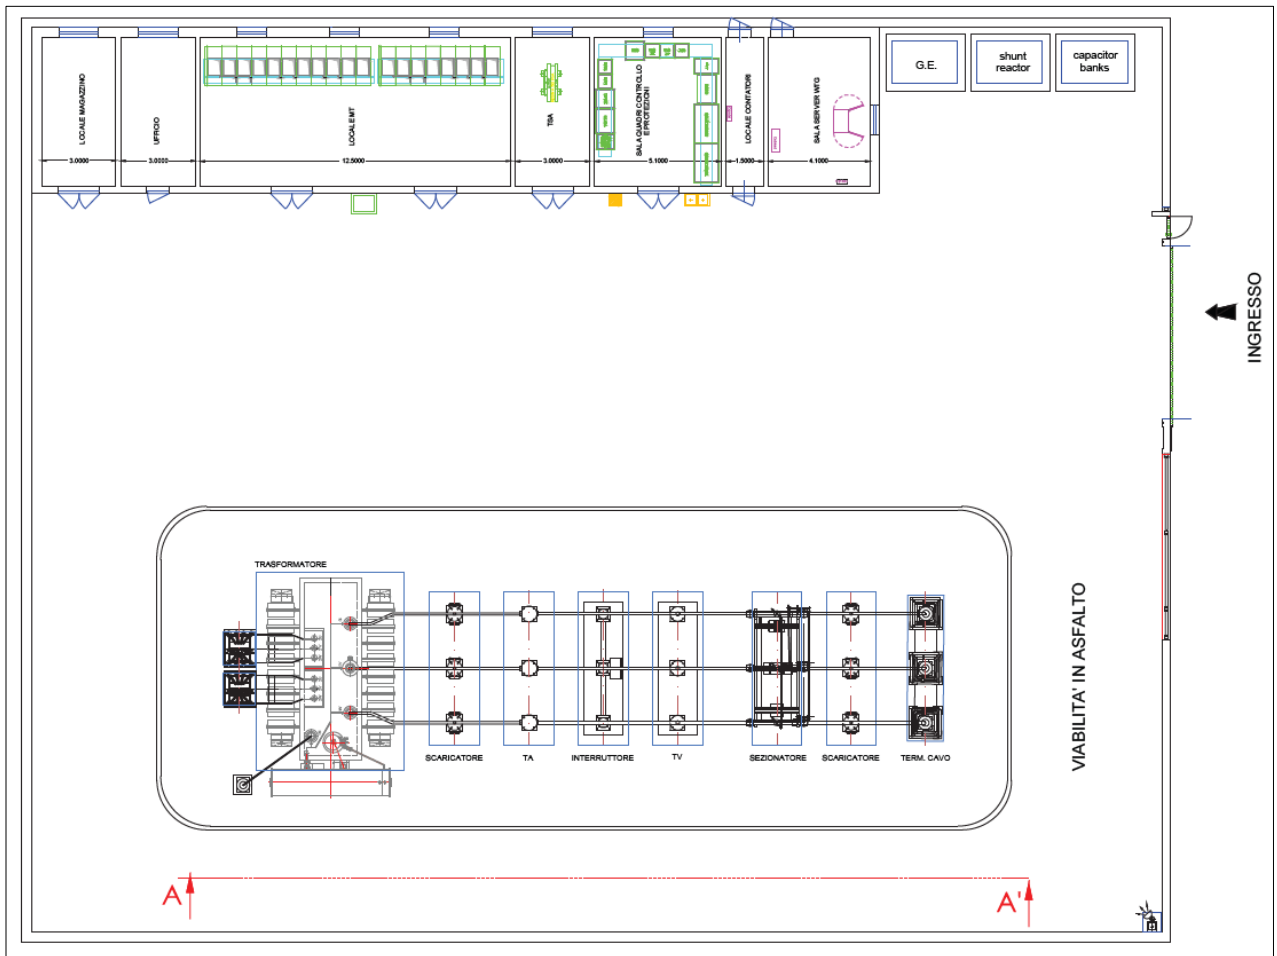 LOCALE MAGAZZINO
3.0000
UFFICIO
3.0000
LOCALE MT
12.5000
TSA
3.0000
SALA QUADRI CONTROLLO
E PROTEZIONI
5.1000
LOCALE CONTATORI
1.5000
SALA SERVER WTG
4.1000
G.E.
shunt
reactor
capacitor
banks
INGRESSO
TRASFORMATORE
SCARICATORE
TA
INTERRUTTORE
TV
SEZIONATORE
SCARICATORE
TERM. CAVO
VIABILITA' IN ASFALTO
A
A'